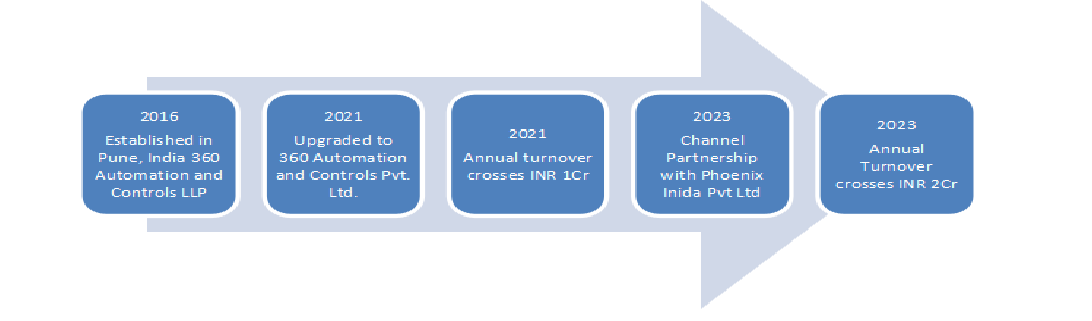 2016
Established in
Pune, India 360
Automation and
Controls LLP
2021
Upgraded to
360 Automation
and Controls Pvt.
Ltd.
2021
Annual turnover
crosses INR 1Cr
2023
Channel
Partnership
with Phoenix
Inida Pvt Ltd
2023
Annual
Turnover
crosses INR 2Cr